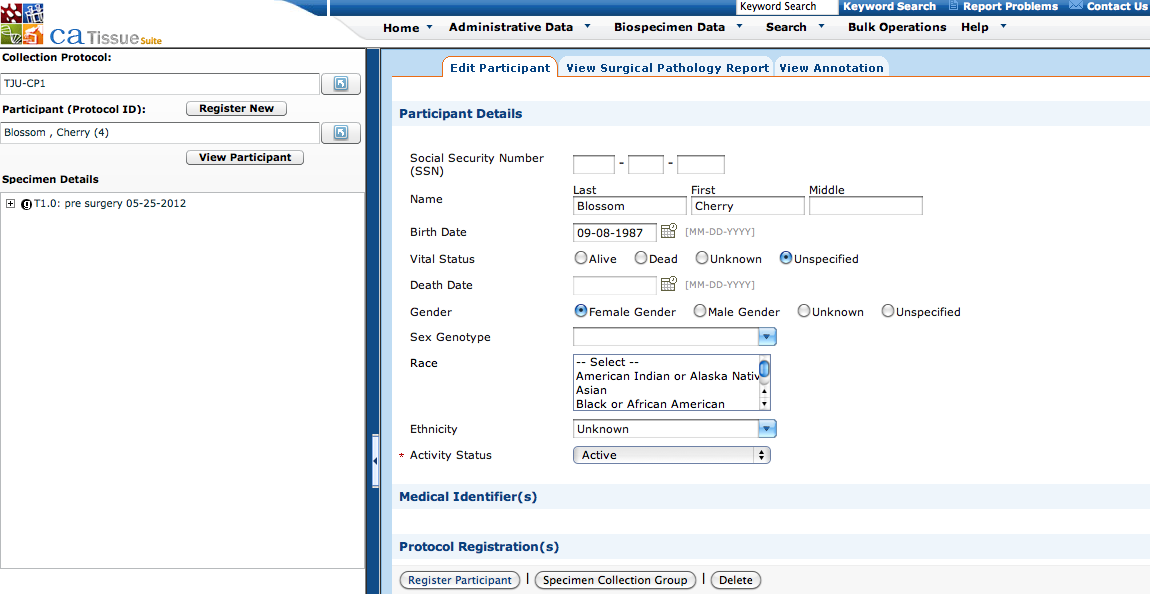 Keyword Search
Keyword Search Report Problems Contact Us
ca Tissue Suite
Home Administrative Data Biospecimen Data Search Bulk Operations Help
Collection Protocol:
TJU-CP1
Participant (Protocol ID): Register New
Blossom , Cherry (4)
View Participant
Specimen Details
g T1.0: pre surgery 05-25-2012
Edit Participant View Surgical Pathology Report View Annotation
Participant Details
Social Security Number
(SSN) - -
Last First Middle
Name Blossom Cherry
Birth Date 09-08-1987 [MM-DD-YYYY]
Vital Status Alive Dead Unknown Unspecified
Death Date [MM-DD-YYYY]
Gender Female Gender Male Gender Unknown Unspecified
Sex Genotype
Race -- Select --
American Indian or Alaska Nativ
Asian
Black or African American
Ethnicity Unknown
* Activity Status Active
Medical Identifier(s)
Protocol Registration(s)
Register Participant | Specimen Collection Group | Delete